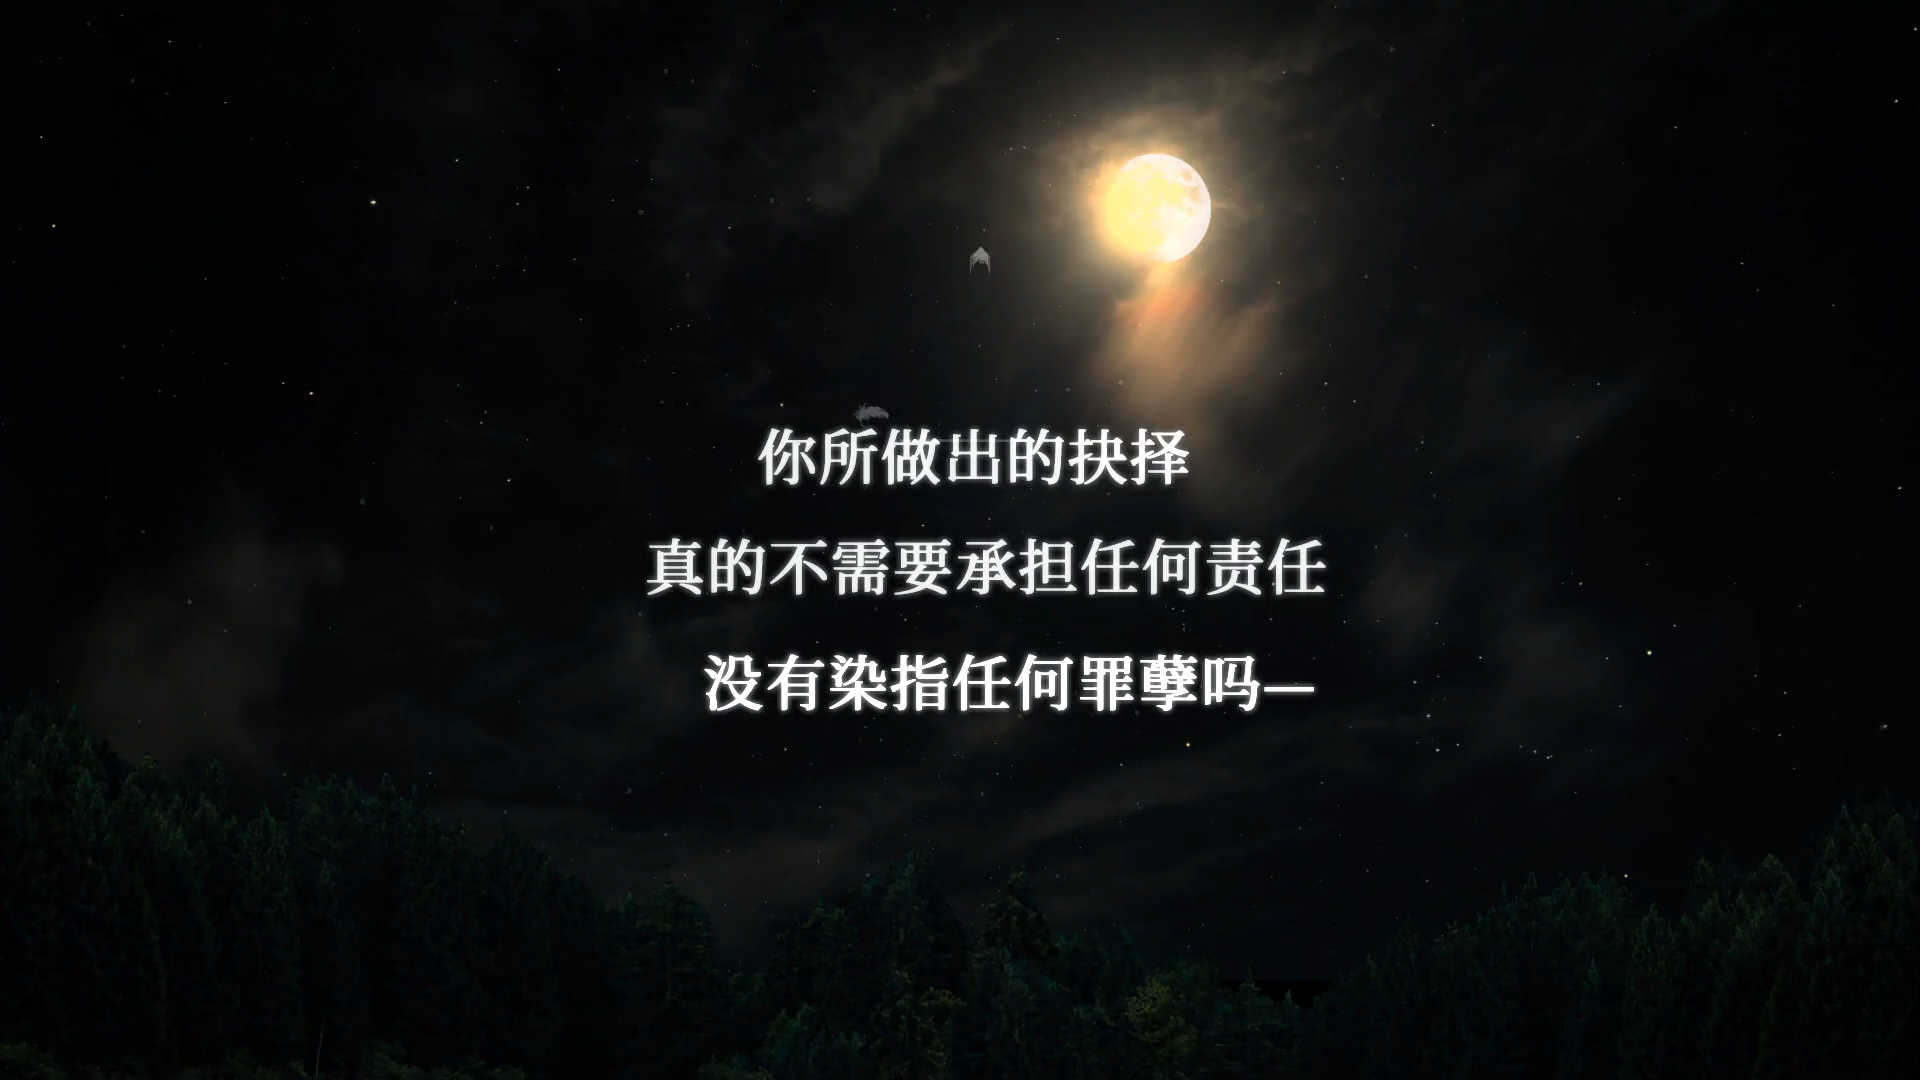 你所做出的抉择
真的不需要承担任何责任
没有染指任何罪孽吗—